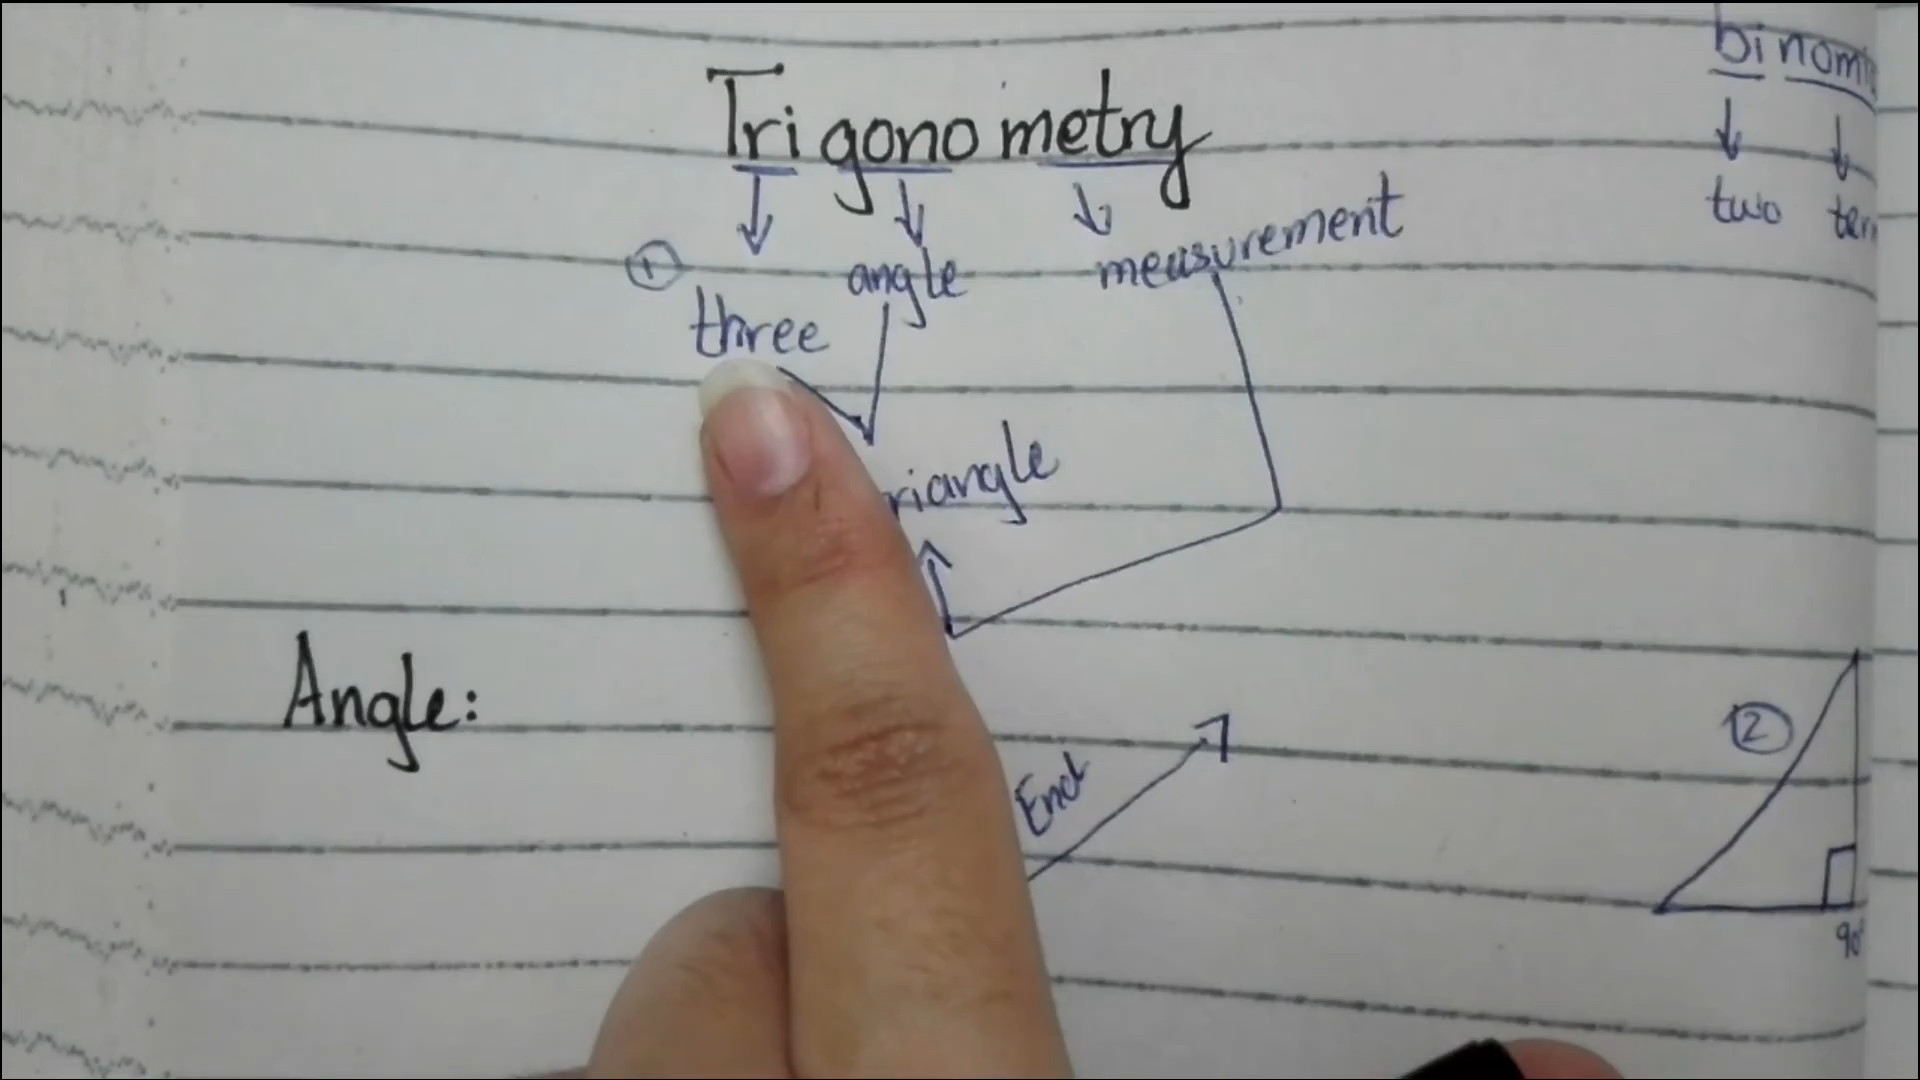 Trigonometry
binom
two
angle
measurement
① three
riangle
Angle:
End
②
90°